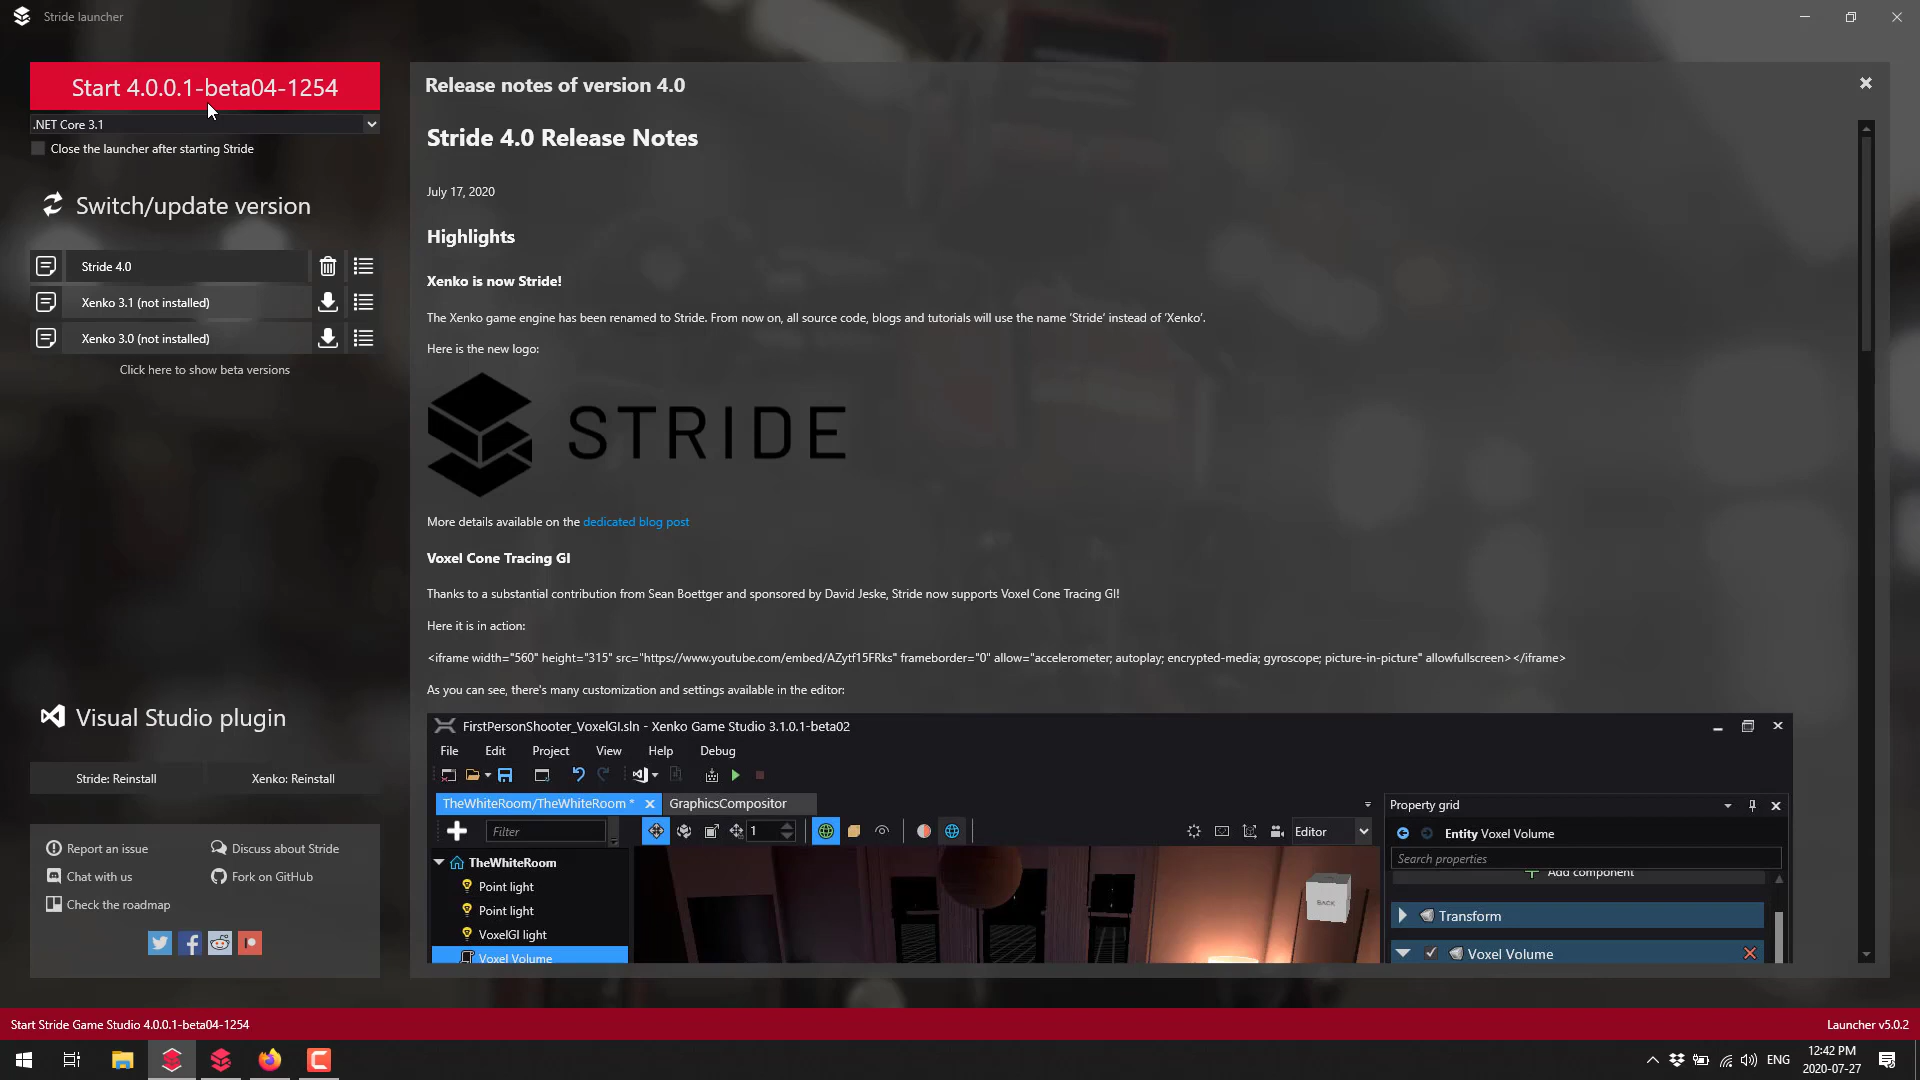 Stride launcher
Start 4.0.0.1-beta04-1254
.NET Core 3.1
Close the launcher after starting Stride
Switch/update version
Stride 4.0
Xenko 3.1 (not installed)
Xenko 3.0 (not installed)
Click here to show beta versions
Visual Studio plugin
Stride: Reinstall
Xenko: Reinstall
Report an issue
Discuss about Stride
Chat with us
Fork on GitHub
Check the roadmap
Release notes of version 4.0
Stride 4.0 Release Notes
July 17, 2020
Highlights
Xenko is now Stride!
The Xenko game engine has been renamed to Stride. From now on, all source code, blogs and tutorials will use the name ‘Stride’ instead of ‘Xenko’.
Here is the new logo:
STRIDE
More details available on the dedicated blog post
Voxel Cone Tracing GI
Thanks to a substantial contribution from Sean Boettger and sponsored by David Jeske, Stride now supports Voxel Cone Tracing GI!
Here it is in action:
<iframe width="560" height="315" src="https://www.youtube.com/embed/AZytf15FRks" frameborder="0" allow="accelerometer; autoplay; encrypted-media; gyroscope; picture-in-picture" allowfullscreen></iframe>
As you can see, there's many customization and settings available in the editor:
FirstPersonShooter_VoxelGI.sln - Xenko Game Studio 3.1.0.1-beta02
File Edit Project View Help Debug
TheWhiteRoom/TheWhiteRoom *
GraphicsCompositor
Filter
1
Editor
TheWhiteRoom
Point light
Point light
VoxelGI light
Voxel Volume
BACK
Property grid
Entity Voxel Volume
Search properties
Add component
Transform
Voxel Volume
Start Stride Game Studio 4.0.0.1-beta04-1254
Launcher v5.0.2
ENG
12:42 PM
2020-07-27